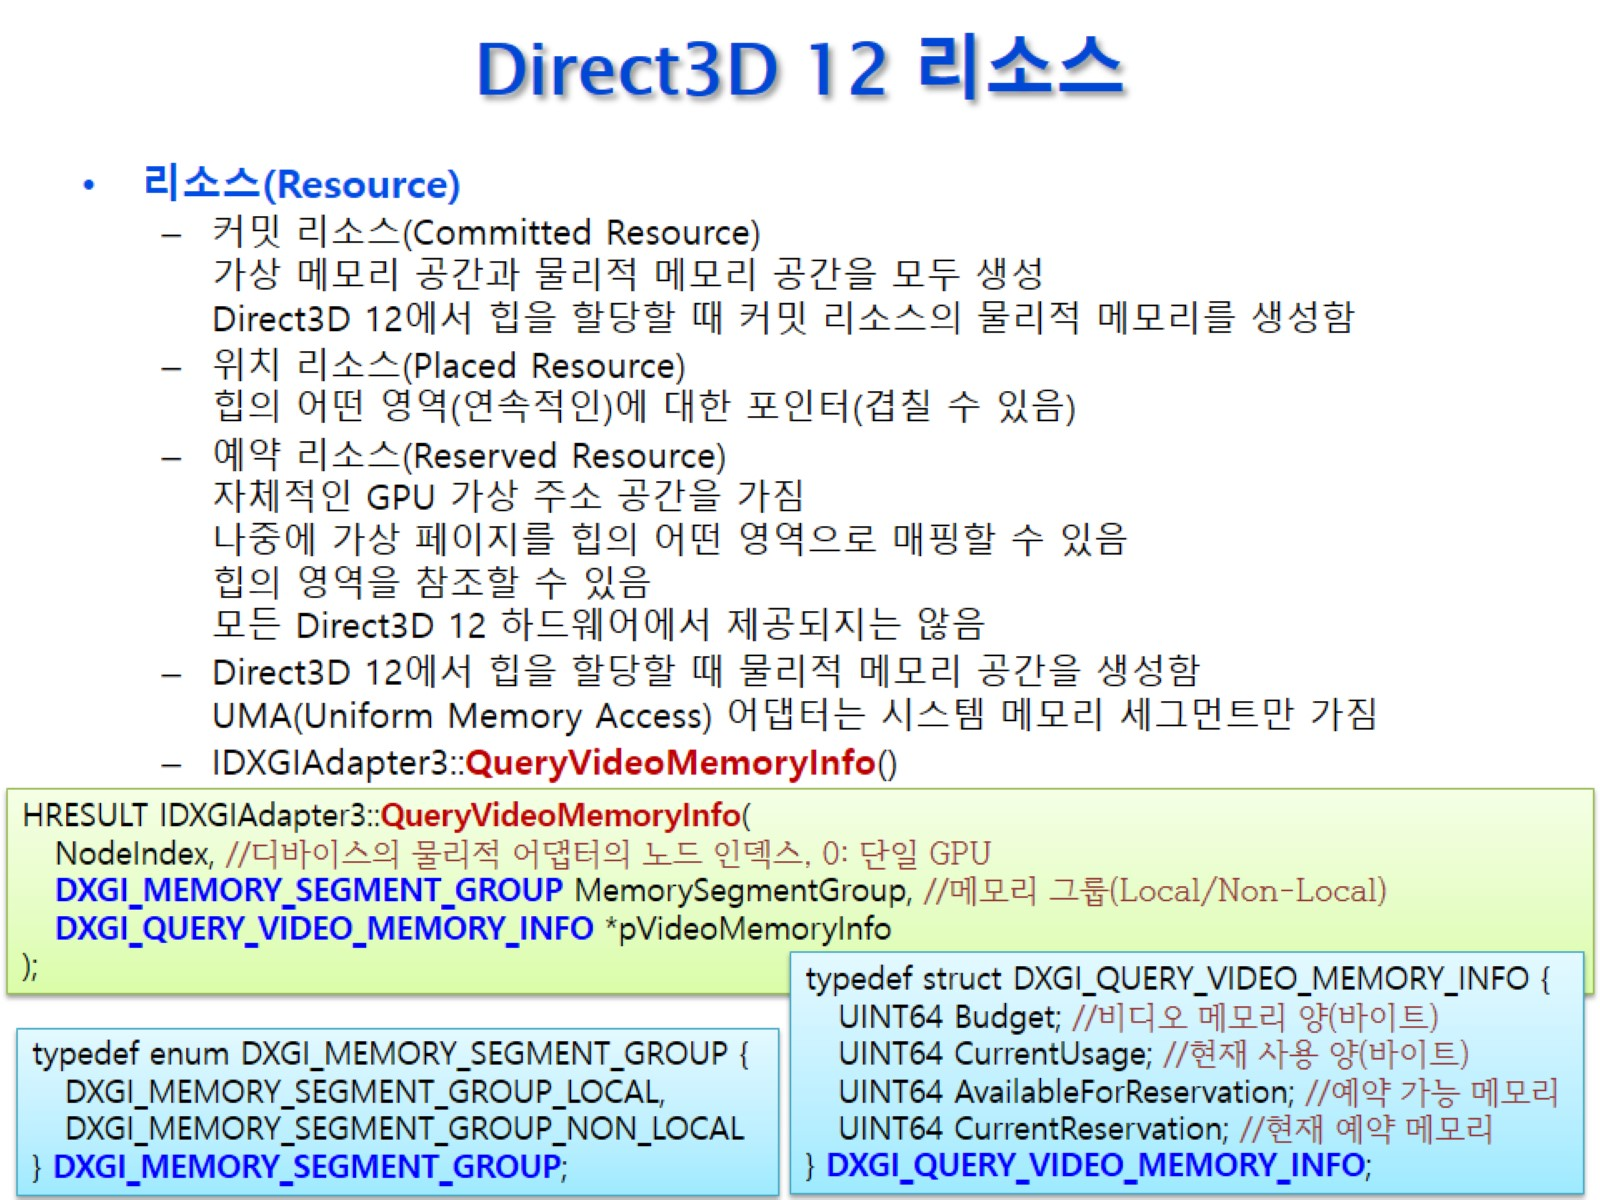 Direct3D 12 리소스
• 리소스(Resource)
– 커밋 리소스(Committed Resource)
가상 메모리 공간과 물리적 메모리 공간을 모두 생성
Direct3D 12에서 힙을 할당할 때 커밋 리소스의 물리적 메모리를 생성함
– 위치 리소스(Placed Resource)
힙의 어떤 영역(연속적인)에 대한 포인터(겹칠 수 있음)
– 예약 리소스(Reserved Resource)
자체적인 GPU 가상 주소 공간을 가짐
나중에 가상 페이지를 힙의 어떤 영역으로 매핑할 수 있음
힙의 영역을 참조할 수 있음
모든 Direct3D 12 하드웨어에서 제공되지는 않음
– Direct3D 12에서 힙을 할당할 때 물리적 메모리 공간을 생성함
UMA(Uniform Memory Access) 어댑터는 시스템 메모리 세그먼트만 가짐
– IDXGIAdapter3::QueryVideoMemoryInfo()
HRESULT IDXGIAdapter3::QueryVideoMemoryInfo(
NodeIndex, //디바이스의 물리적 어댑터의 노드 인덱스, 0: 단일 GPU
DXGI_MEMORY_SEGMENT_GROUP MemorySegmentGroup, //메모리 그룹(Local/Non-Local)
DXGI_QUERY_VIDEO_MEMORY_INFO *pVideoMemoryInfo
);
typedef enum DXGI_MEMORY_SEGMENT_GROUP {
DXGI_MEMORY_SEGMENT_GROUP_LOCAL,
DXGI_MEMORY_SEGMENT_GROUP_NON_LOCAL
} DXGI_MEMORY_SEGMENT_GROUP;
typedef struct DXGI_QUERY_VIDEO_MEMORY_INFO {
UINT64 Budget; //비디오 메모리 양(바이트)
UINT64 CurrentUsage; //현재 사용 양(바이트)
UINT64 AvailableForReservation; //예약 가능 메모리
UINT64 CurrentReservation; //현재 예약 메모리
} DXGI_QUERY_VIDEO_MEMORY_INFO;